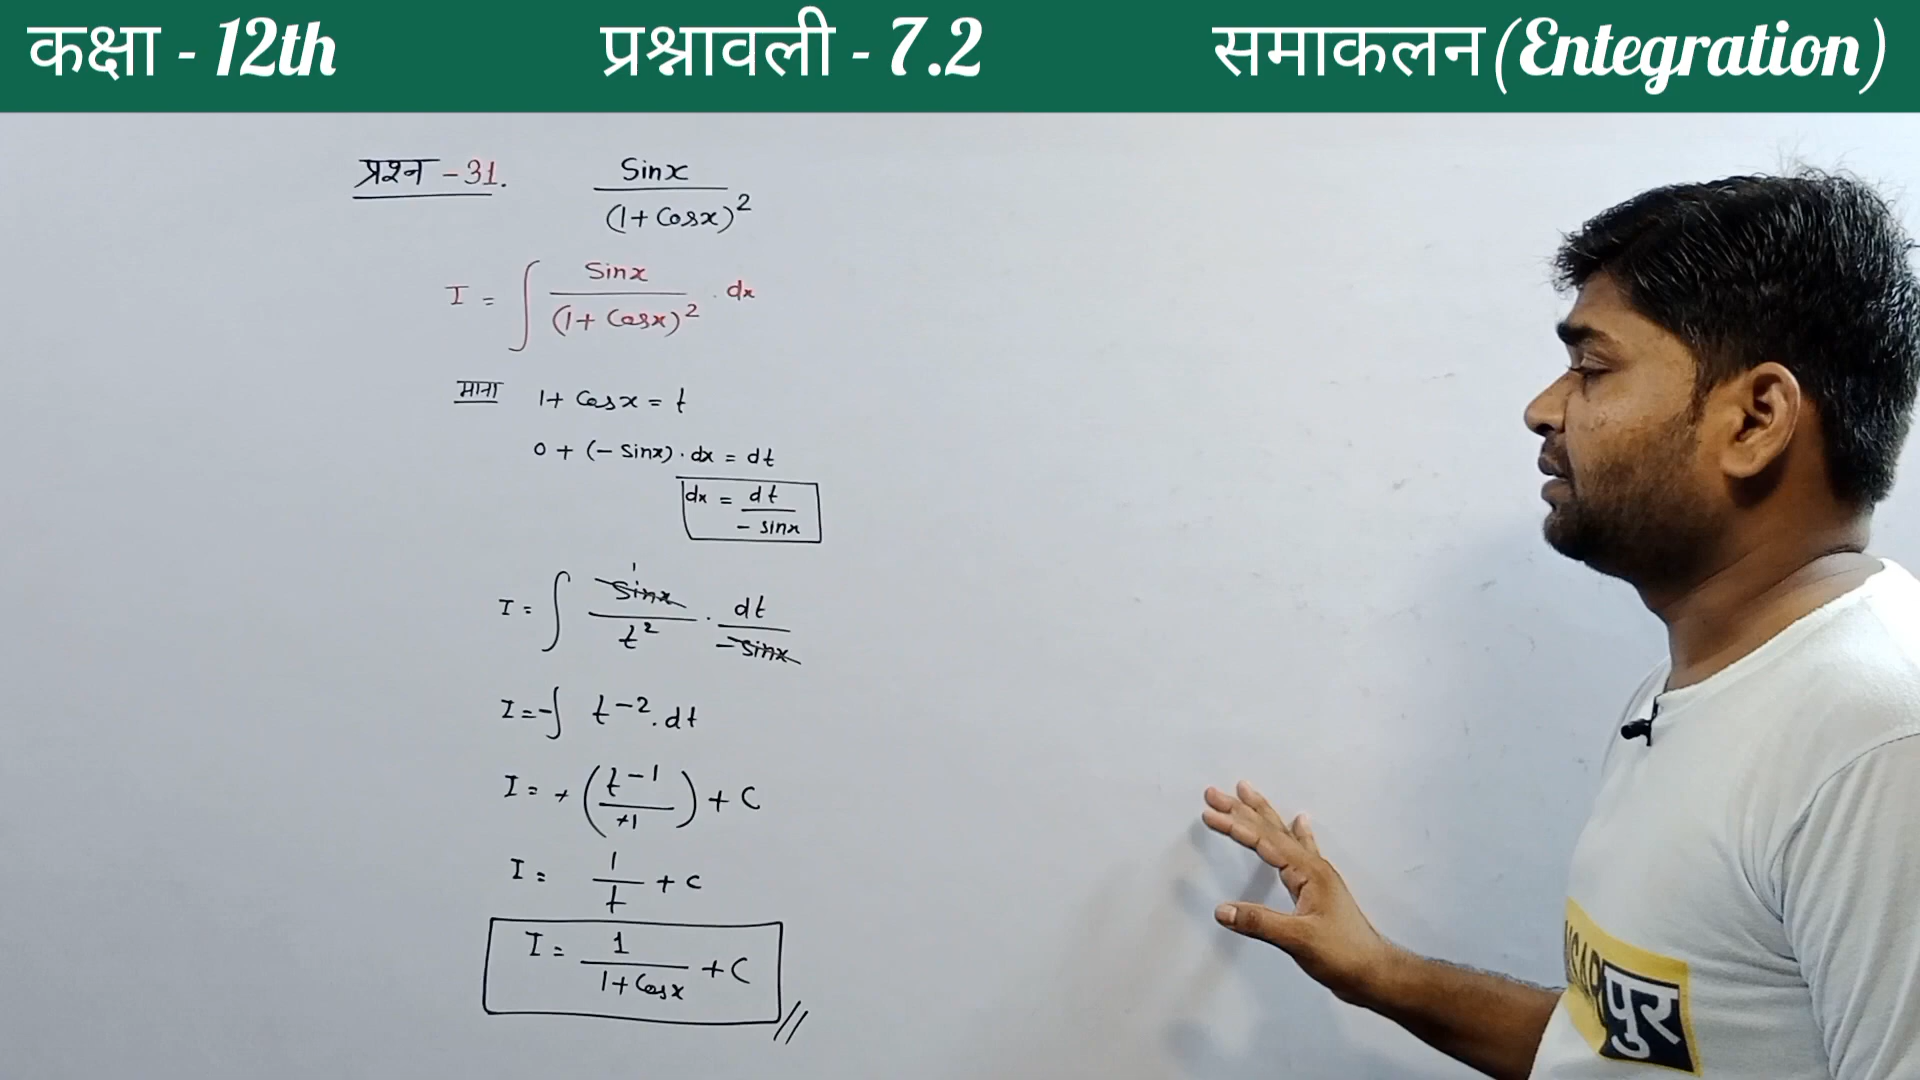 कक्षा - 12th प्रश्नावली - 7.2 समाकलन (Entegration)
प्रश्न - 31. Sinx / (1 + Cosx)^2
I = ∫ Sinx / (1 + Cosx)^2 . dx
माना 1 + Cosx = t
0 + (- Sinx) . dx = dt
dx = dt / - sinx
I = ∫ Sinx / t^2 . dt / - sinx
I = - ∫ t^-2 . dt
I = + (t^-1 / +1) + C
I = 1 / t + c
I = 1 / 1 + Cosx + C
पुर